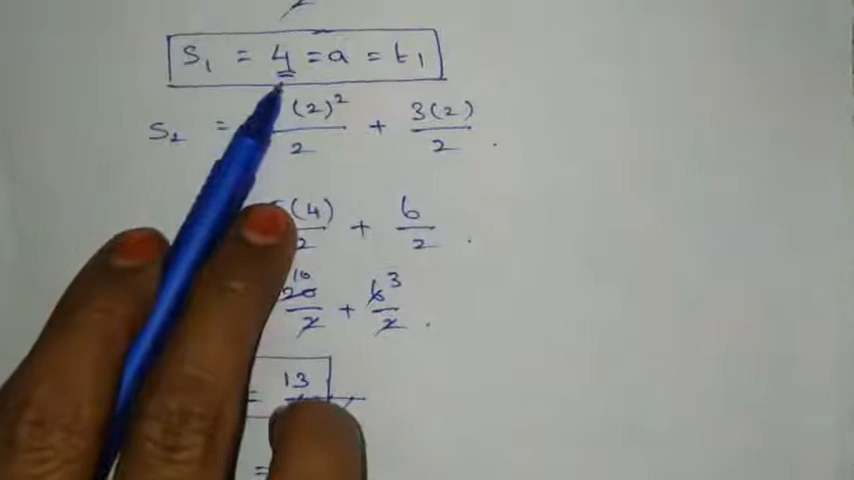 S₁ = 4 = a = t₁
S₂ = (2)²/2 + 3(2)/2 .
(4)/2 + 6/2 .
20/2 10 + 6/2 3 .
= 13
=